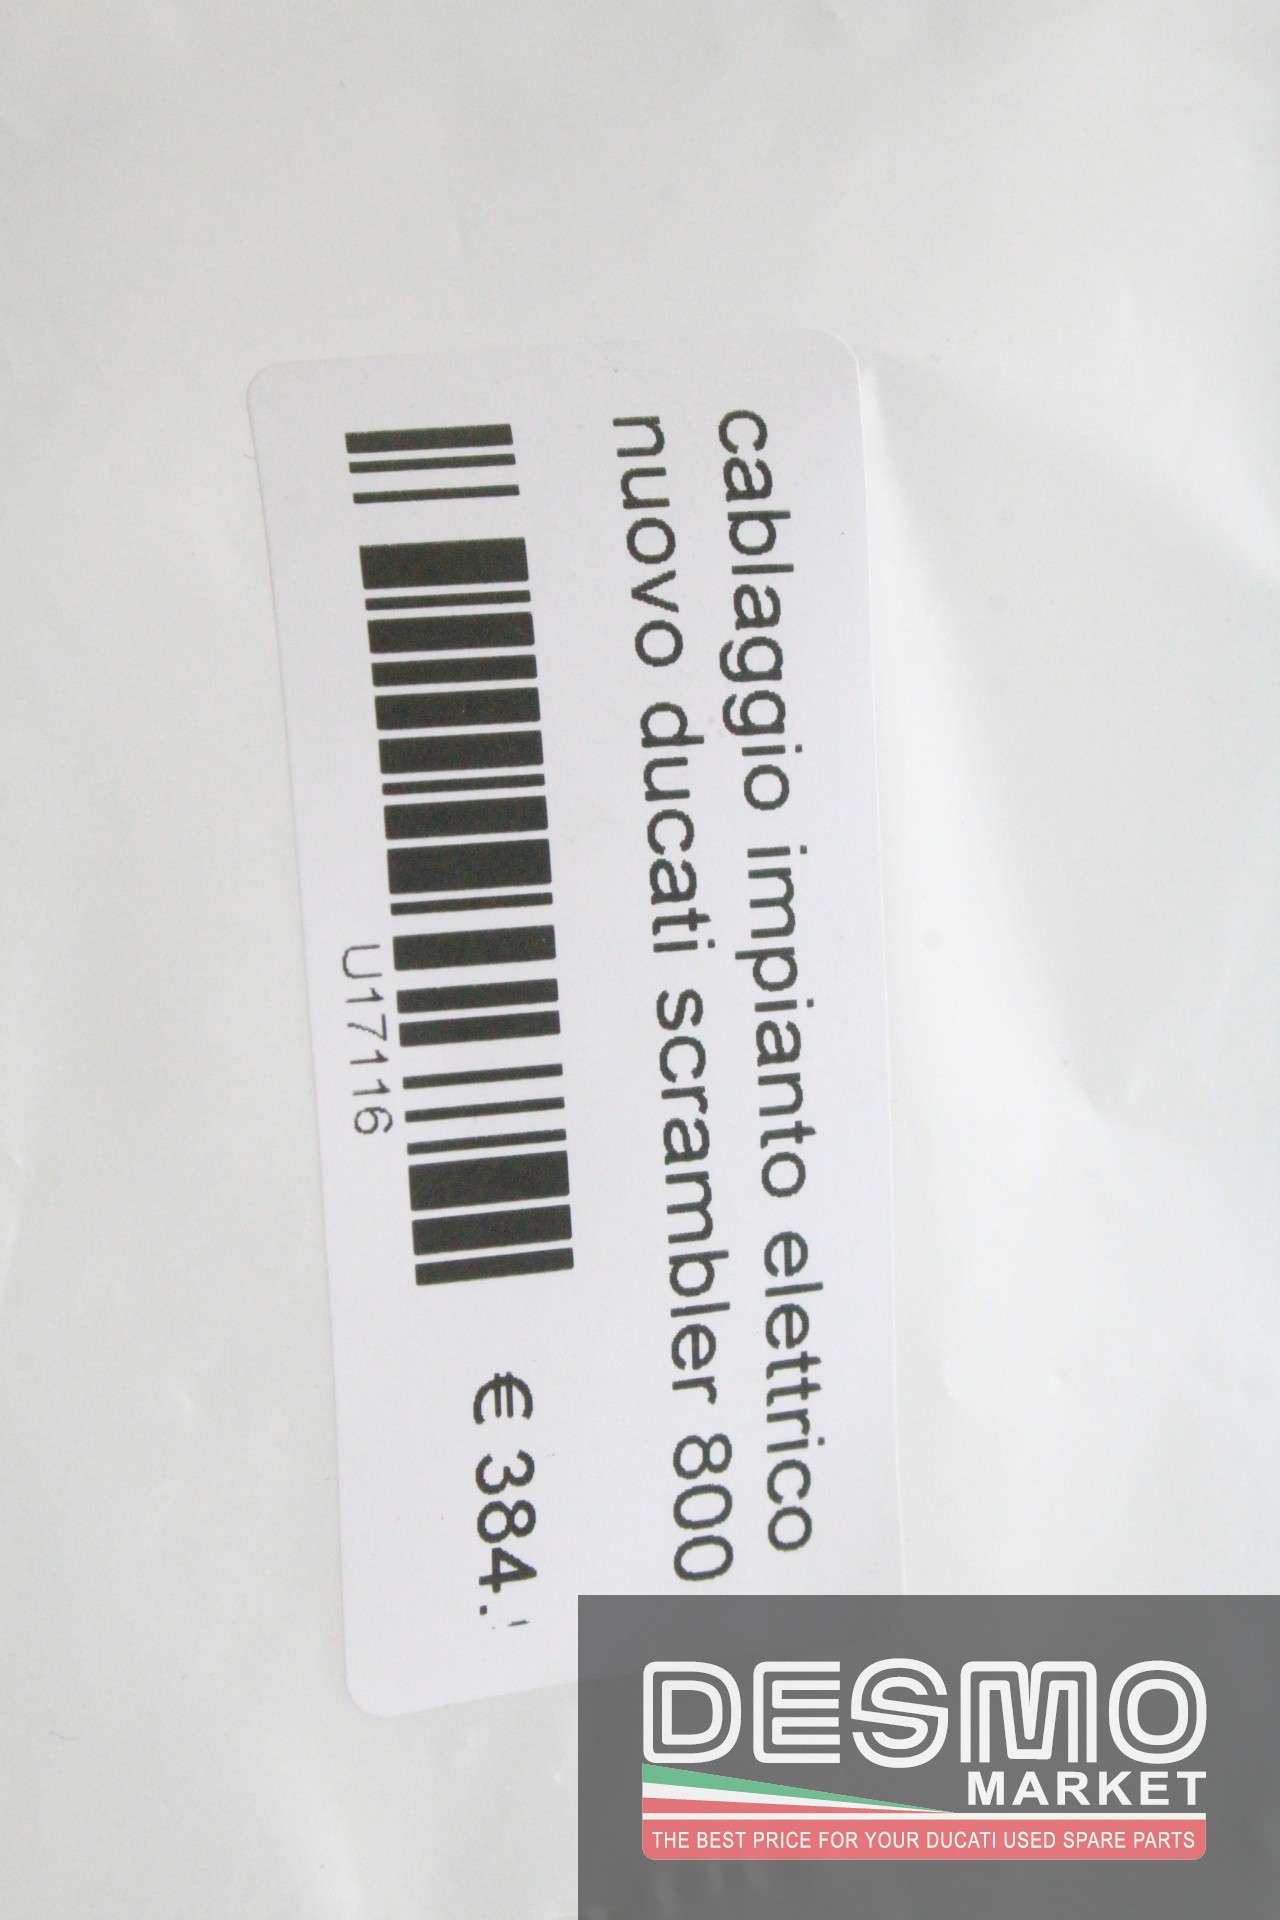 cablaggio impianto elettrico
nuovo ducati scrambler 800
U17116
€ 384.
DESMO
MARKET
THE BEST PRICE FOR YOUR DUCATI USED SPARE PARTS